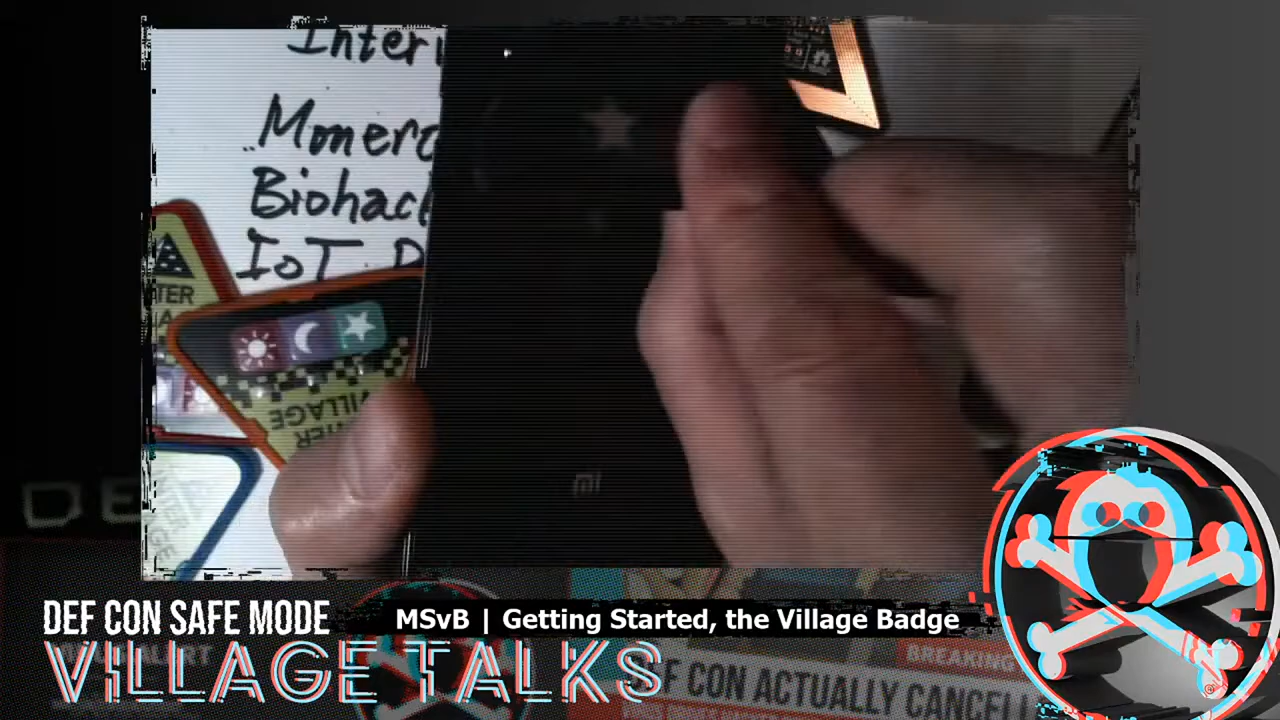 Inter
Monero
Biohack
IoT D
VILLAGE
mi
DEF CON SAFE MODE
MSvB | Getting Started, the Village Badge
VILLAGE TALKS
BREAKING
DEF CON ACTUALLY CANCELL